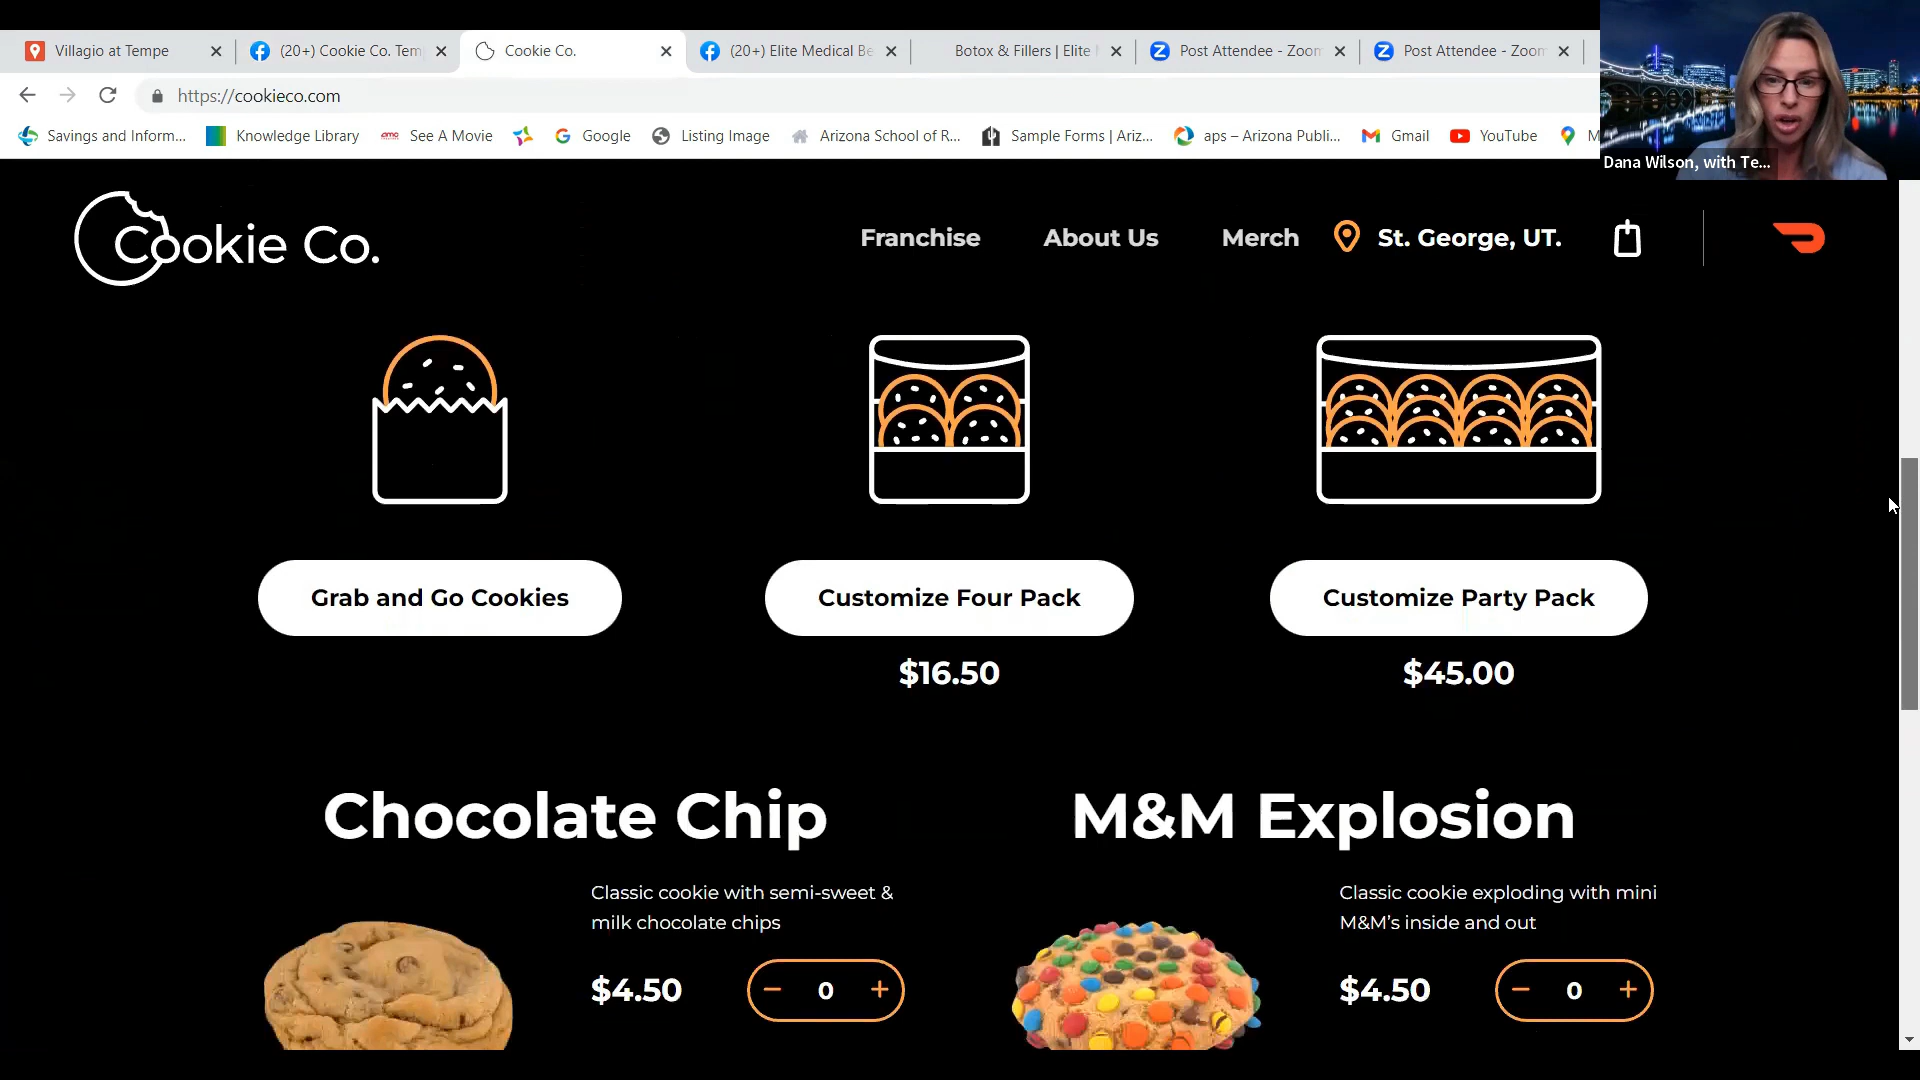 Villagio at Tempe
(20+) Cookie Co. Tem
Cookie Co.
(20+) Elite Medical Be
Botox & Fillers | Elite
Post Attendee - Zoom
Post Attendee - Zoom
https://cookieco.com
Savings and Inform...
Knowledge Library
amc
See A Movie
Google
Listing Image
Arizona School of R...
Sample Forms | Ariz...
aps – Arizona Publi...
Gmail
YouTube
M
Dana Wilson, with Te...
Cookie Co.
Franchise
About Us
Merch
St. George, UT.
Grab and Go Cookies
Customize Four Pack
Customize Party Pack
$16.50
$45.00
Chocolate Chip
M&M Explosion
Classic cookie with semi-sweet &
milk chocolate chips
Classic cookie exploding with mini
M&M’s inside and out
$4.50
− 0 +
$4.50
− 0 +